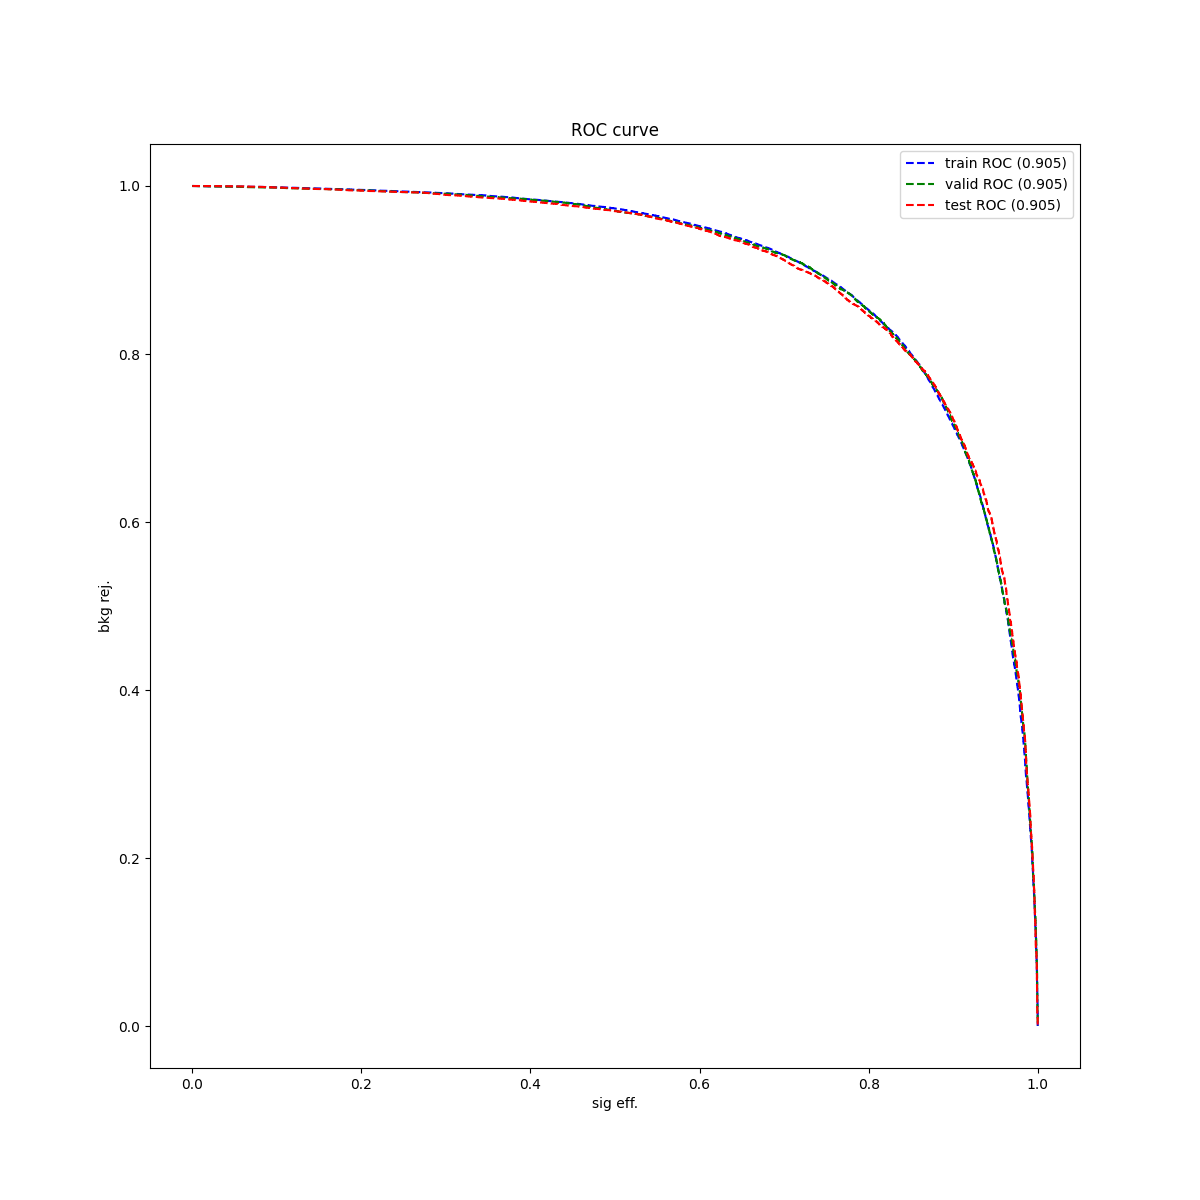 ROC curve
train ROC (0.905)
valid ROC (0.905)
test ROC (0.905)
1.0
0.8
0.6
0.4
0.2
0.0
bkg rej.
0.0 0.2 0.4 0.6 0.8 1.0
sig eff.